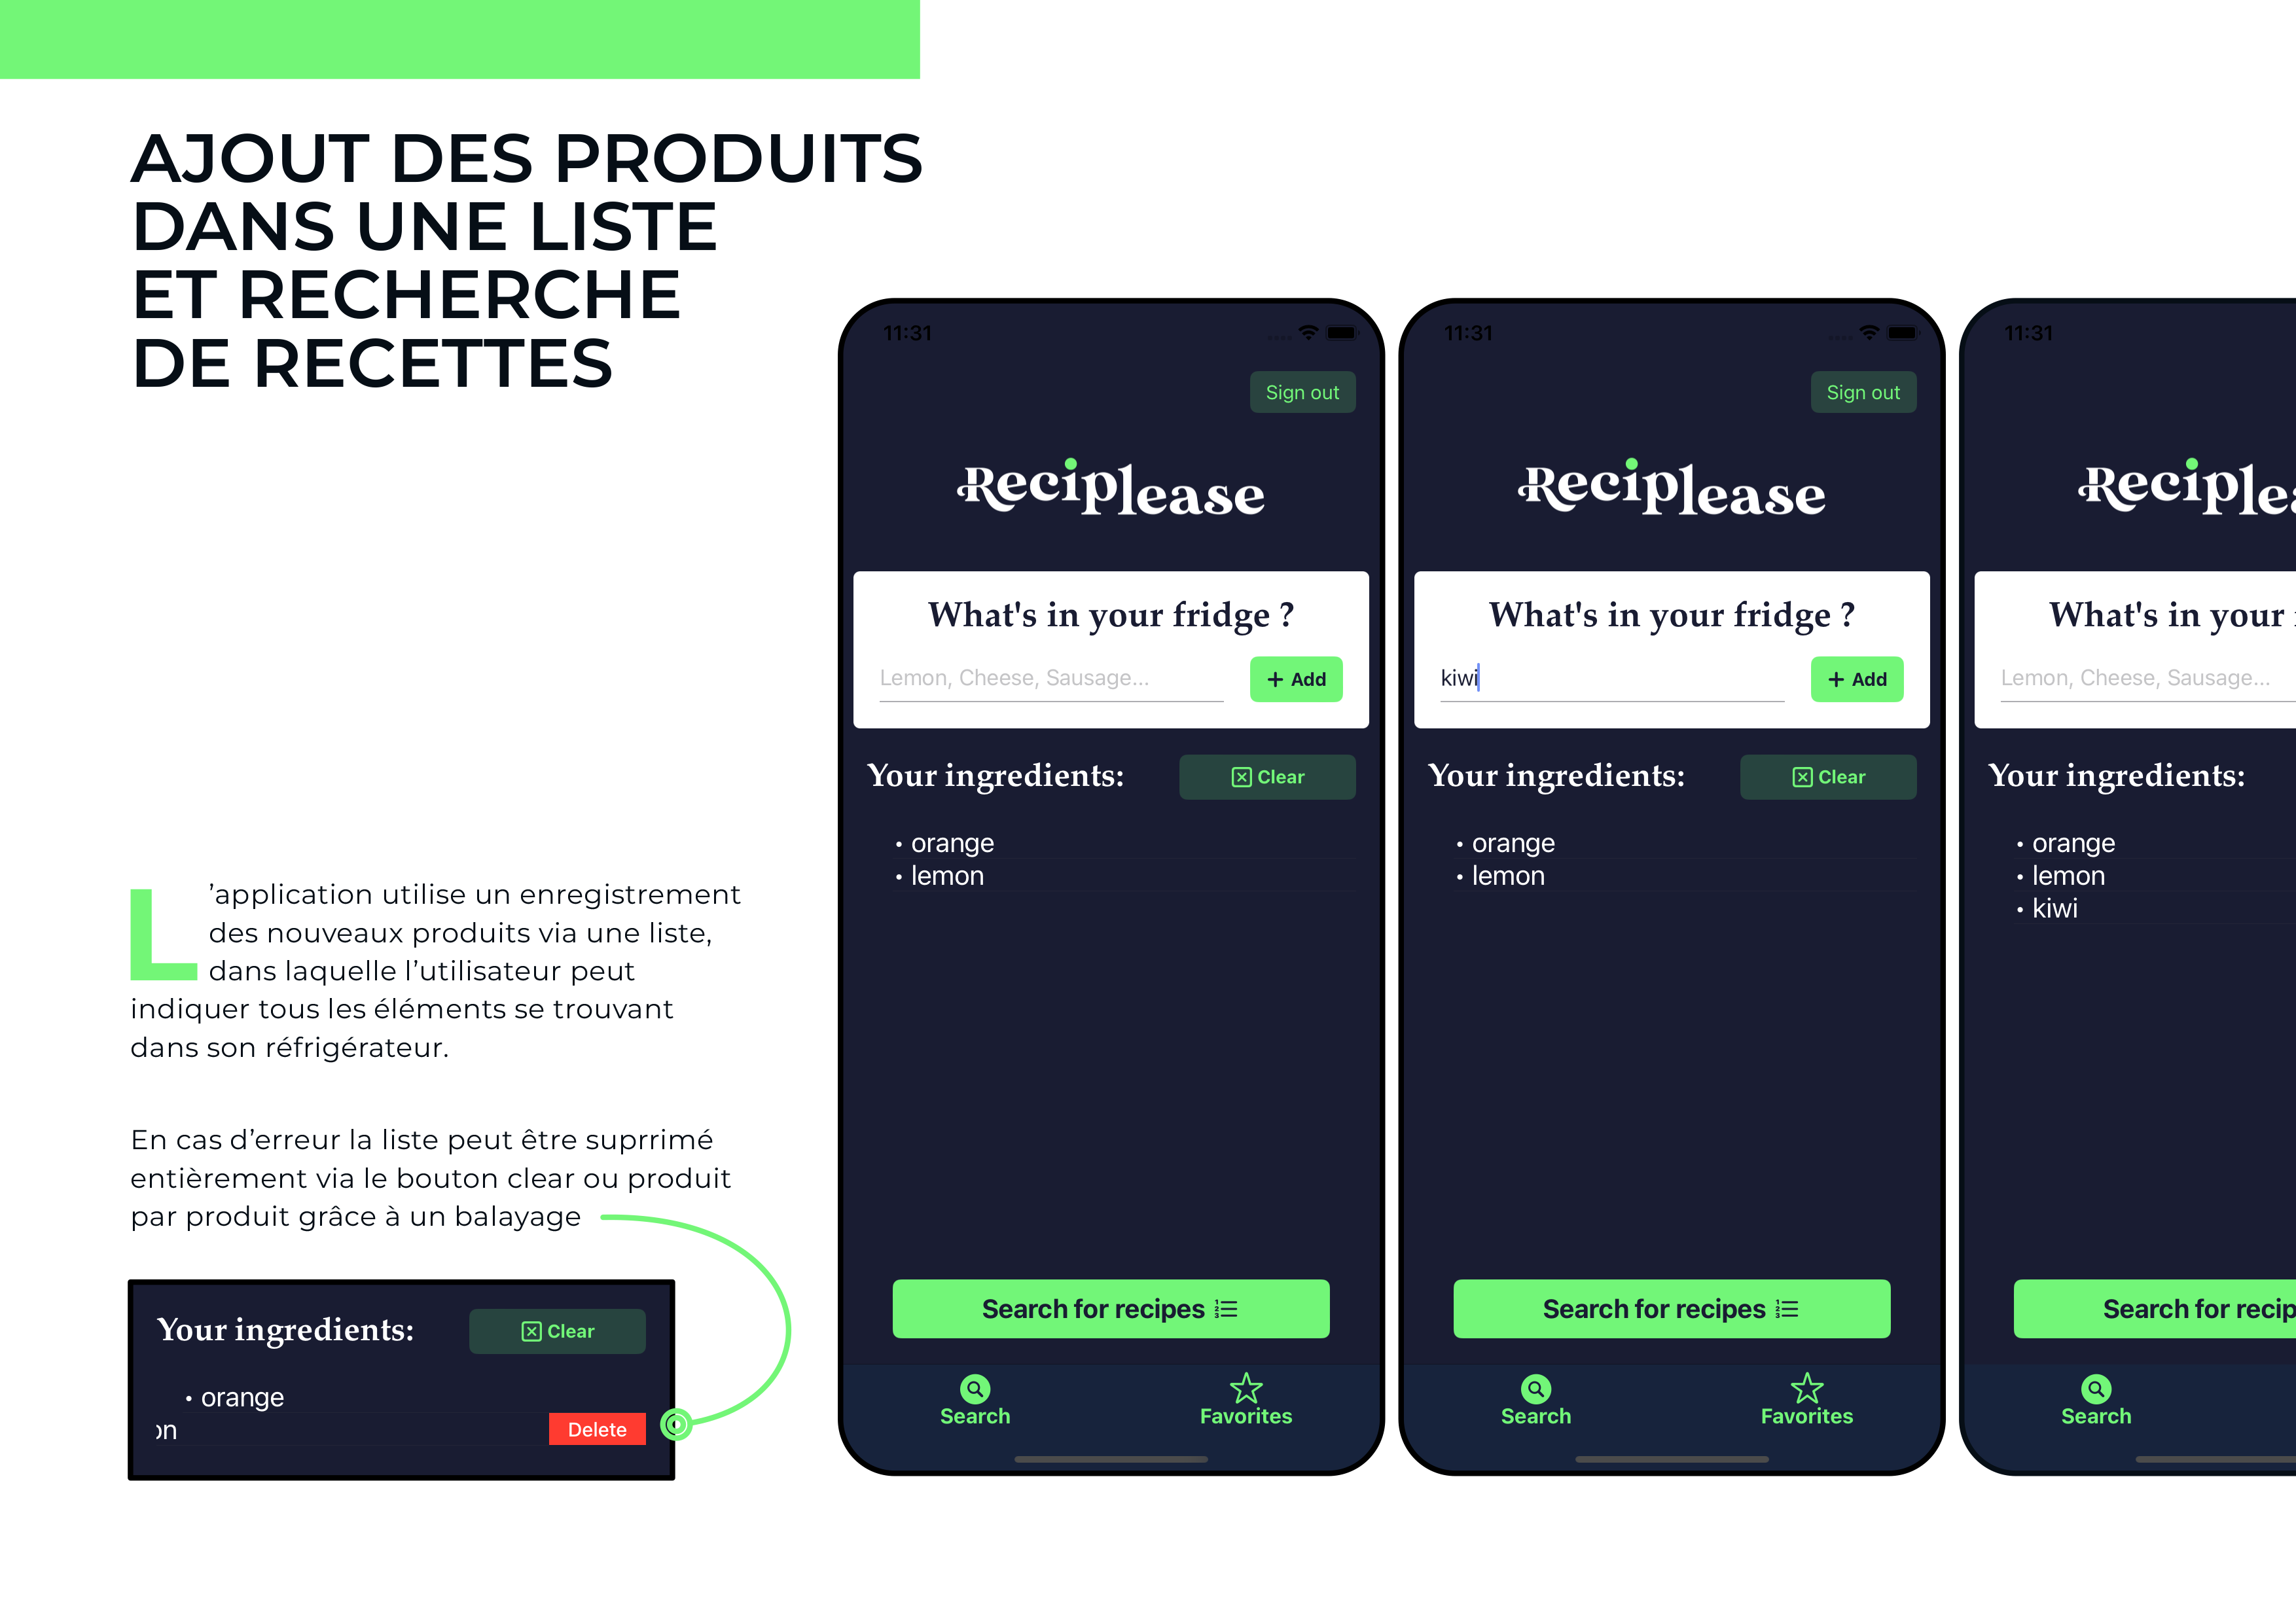 AJOUT DES PRODUITS
DANS UNE LISTE
ET RECHERCHE
DE RECETTES
L’application utilise un enregistrement
des nouveaux produits via une liste,
dans laquelle l’utilisateur peut
indiquer tous les éléments se trouvant
dans son réfrigérateur.
En cas d’erreur la liste peut être suprrimé
entièrement via le bouton clear ou produit
par produit grâce à un balayage
Your ingredients:
Clear
• orange
on
Delete
11:31
Sign out
Reciplease
What's in your fridge ?
Lemon, Cheese, Sausage...
+ Add
Your ingredients:
Clear
• orange
• lemon
Search for recipes
Search
Favorites
11:31
Sign out
Reciplease
What's in your fridge ?
kiwi
+ Add
Your ingredients:
Clear
• orange
• lemon
Search for recipes
Search
Favorites
11:31
Reciplea
What's in your
Lemon, Cheese, Sausage...
Your ingredients:
• orange
• lemon
• kiwi
Search for recip
Search